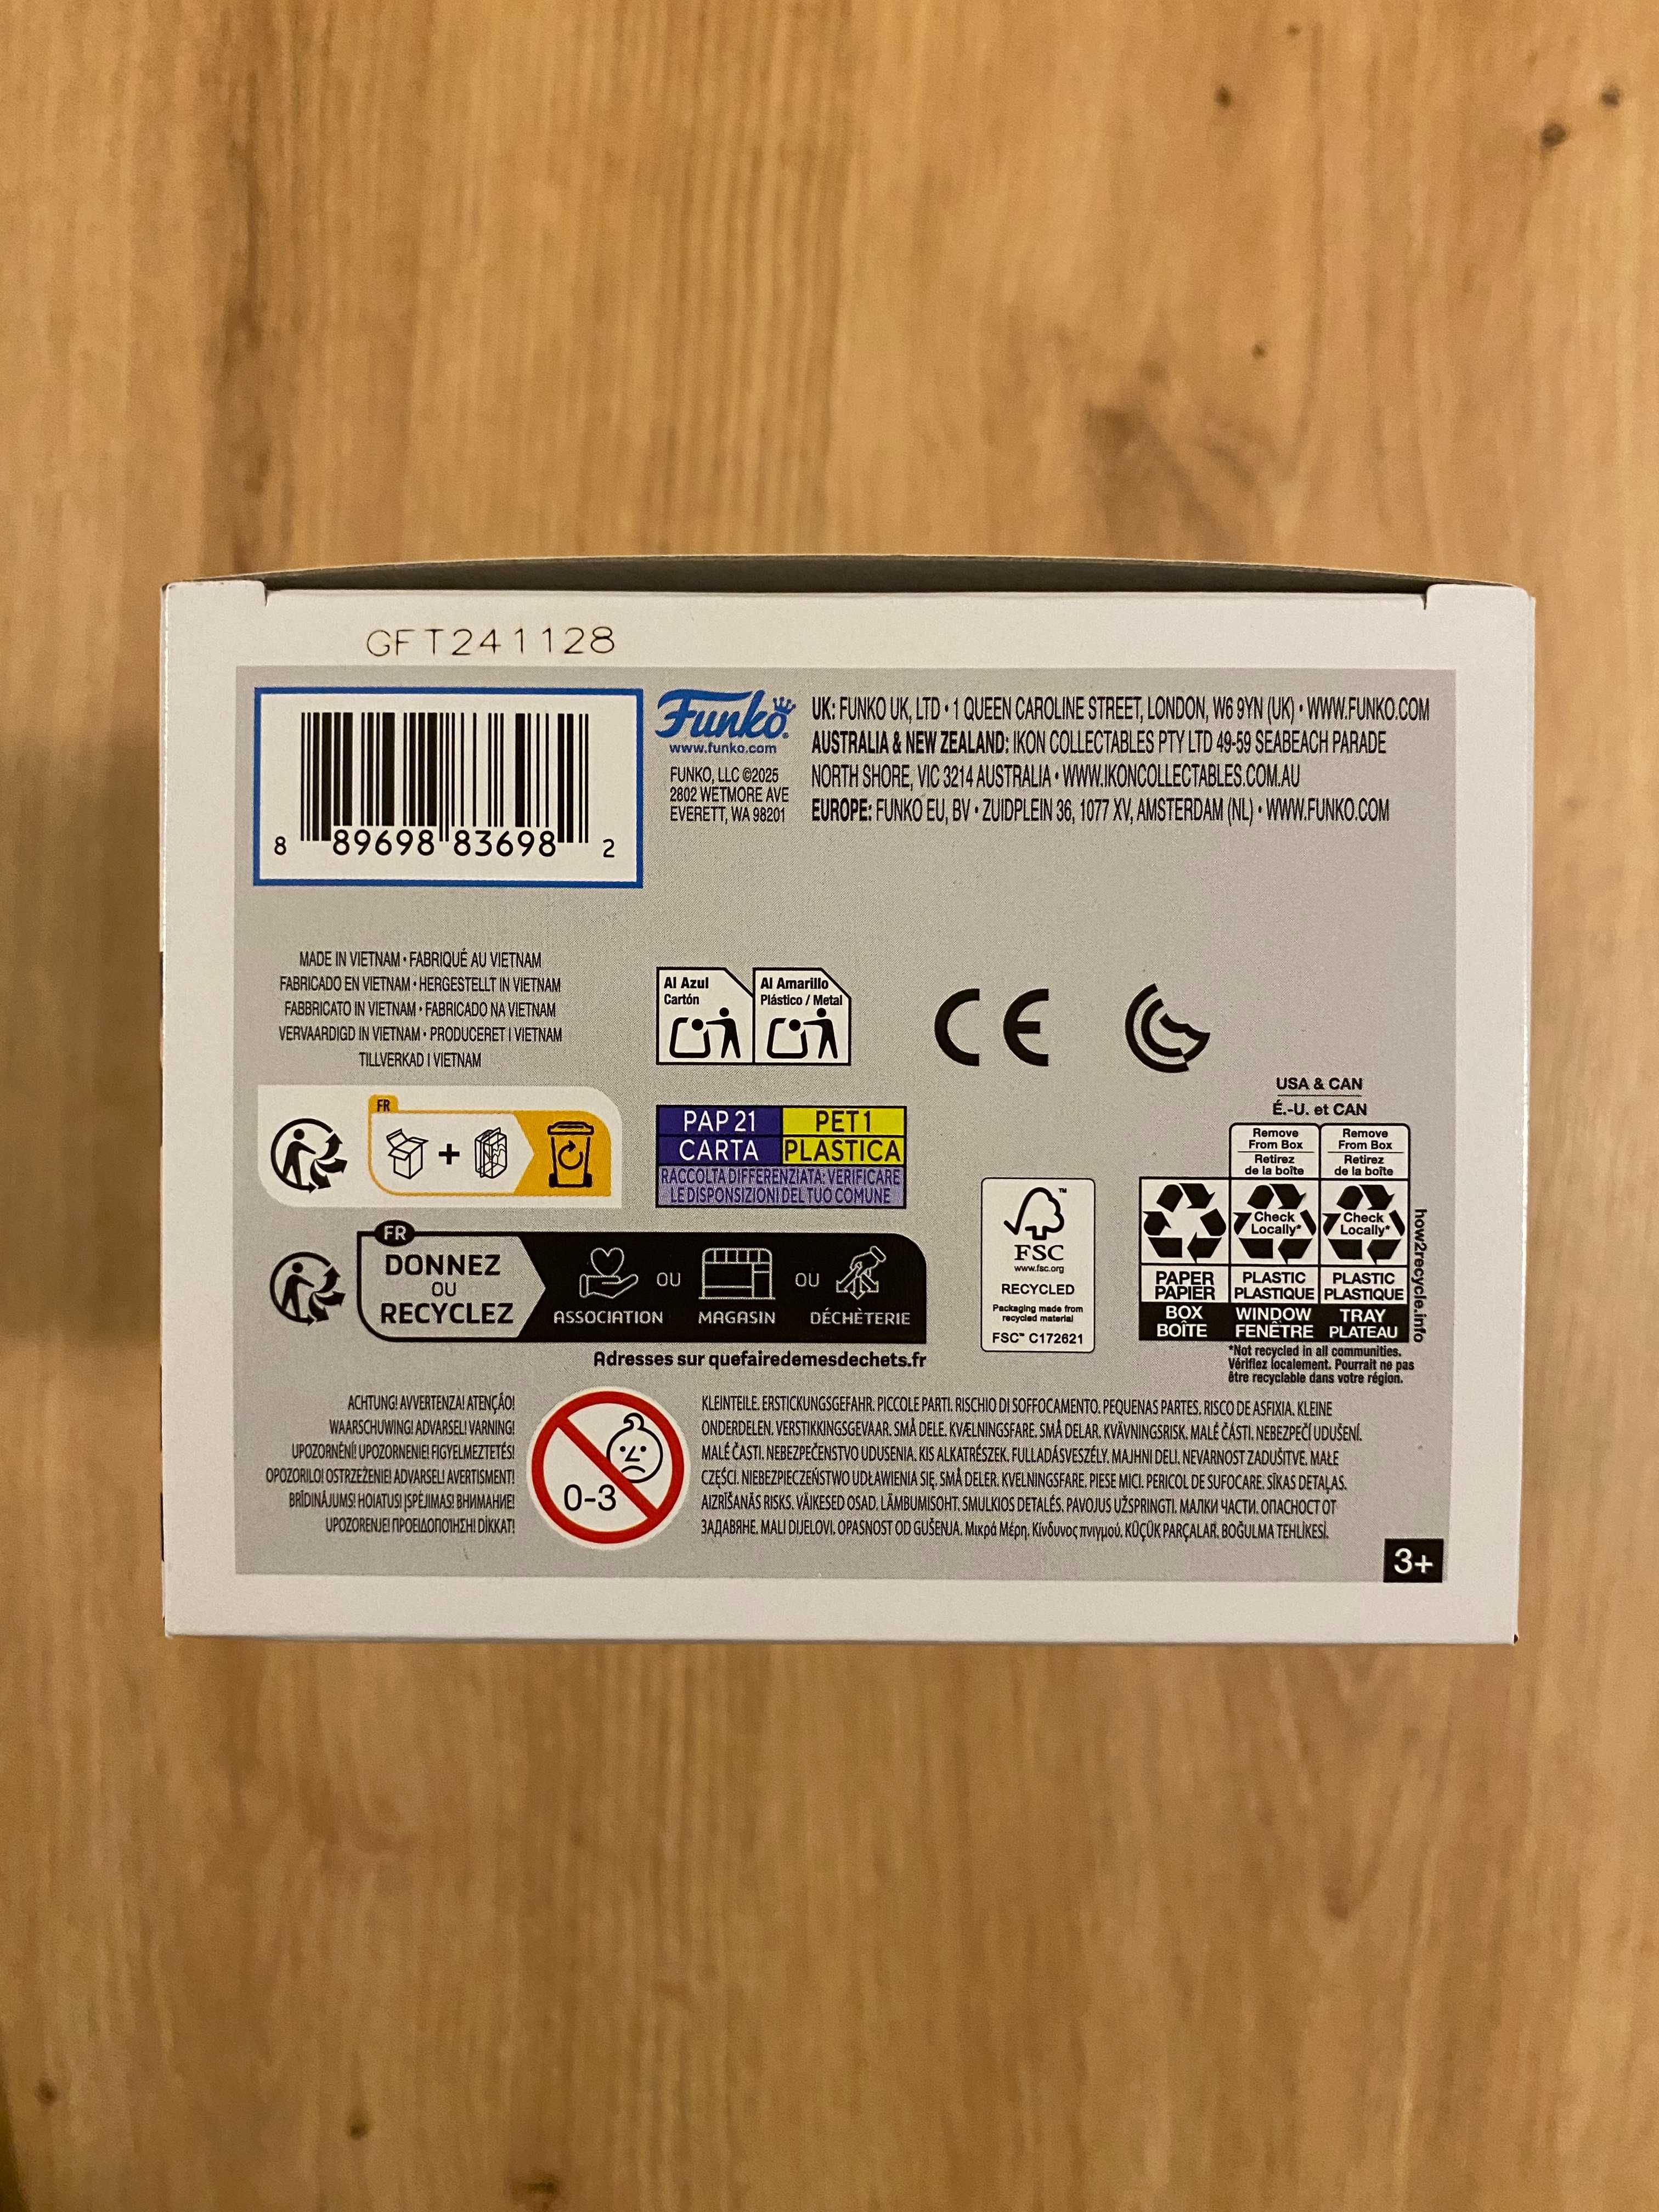 GFT241128
8 89698 83698 2
Funko
www.funko.com
FUNKO, LLC ©2025
2802 WETMORE AVE
EVERETT, WA 98201
UK: FUNKO UK, LTD • 1 QUEEN CAROLINE STREET, LONDON, W6 9YN (UK) • WWW.FUNKO.COM
AUSTRALIA & NEW ZEALAND: IKON COLLECTABLES PTY LTD 49-59 SEABEACH PARADE
NORTH SHORE, VIC 3214 AUSTRALIA • WWW.IKONCOLLECTABLES.COM.AU
EUROPE: FUNKO EU, BV • ZUIDPLEIN 36, 1077 XV, AMSTERDAM (NL) • WWW.FUNKO.COM
MADE IN VIETNAM • FABRIQUÉ AU VIETNAM
FABRICADO EN VIETNAM • HERGESTELLT IN VIETNAM
FABBRICATO IN VIETNAM • FABRICADO NA VIETNAM
VERVAARDIGD IN VIETNAM • PRODUCERET I VIETNAM
TILLVERKAD I VIETNAM
Al Azul
Cartón
Al Amarillo
Plástico / Metal
CE
FR
+
PAP 21
CARTA
PET 1
PLASTICA
RACCOLTA DIFFERENZIATA: VERIFICARE
LE DISPONSIZIONI DEL TUO COMUNE
FR
DONNEZ
OU
RECYCLEZ
ASSOCIATION
OU
MAGASIN
OU
DÉCHÈTERIE
Adresses sur quefairedemesdechets.fr
™
FSC
www.fsc.org
RECYCLED
Packaging made from
recycled material
FSC™ C172621
USA & CAN
É.-U. et CAN
Remove
From Box
Retirez
de la boîte
Remove
From Box
Retirez
de la boîte
Check
Locally*
Check
Locally*
PAPER
PAPIER
BOX
BOÎTE
PLASTIC
PLASTIQUE
WINDOW
FENÊTRE
PLASTIC
PLASTIQUE
TRAY
PLATEAU
how2recycle.info
*Not recycled in all communities.
Vérifiez localement. Pourrait ne pas
être recyclable dans votre région.
ACHTUNG! AVVERTENZA! ATENÇÃO!
WAARSCHUWING! ADVARSEL! VARNING!
UPOZORNĚNÍ! UPOZORNENIE! FIGYELMEZTETÉS!
OPOZORILO! OSTRZEŻENIE! ADVARSEL! AVERTISMENT!
BRĪDINĀJUMS! HOIATUS! ĮSPĖJIMAS! ВНИМАНИЕ!
UPOZORENJE! ΠΡΟΕΙΔΟΠΟΊΗΣΗ! DİKKAT!
0-3
KLEINTEILE. ERSTICKUNGSGEFAHR. PICCOLE PARTI. RISCHIO DI SOFFOCAMENTO. PEQUENAS PARTES. RISCO DE ASFIXIA. KLEINE
ONDERDELEN. VERSTIKKINGSGEVAAR. SMÅ DELE. KVÆLNINGSFARE. SMÅ DELAR. KVÄVNINGSRISK. MALÉ ČÁSTI. NEBEZPEČÍ UDUŠENÍ.
MALÉ ČASTI. NEBEZPEČENSTVO UDUSENIA. KIS ALKATRÉSZEK. FULLADÁSVESZÉLY. MAJHNI DELI. NEVARNOST ZADUŠITVE. MAŁE
CZĘŚCI. NIEBEZPIECZEŃSTWO UDŁAWIENIA SIĘ. SMÅ DELER. KVELNINGSFARE. PIESE MICI. PERICOL DE SUFOCARE. SĪKAS DETAĻAS.
AIZRĪŠANĀS RISKS. VÄIKESED OSAD. LÄMBUMISOHT. SMULKIOS DETALĖS. PAVOJUS UŽSPRINGTI. МАЛКИ ЧАСТИ. ОПАСНОСТ ОТ
ЗАДАВЯНЕ. MALI DIJELOVI. OPASNOST OD GUŠENJA. Μικρά Μέρη. Κίνδυνος πνιγμού. KÜÇÜK PARÇALAR. BOĞULMA TEHLİKESİ.
3+